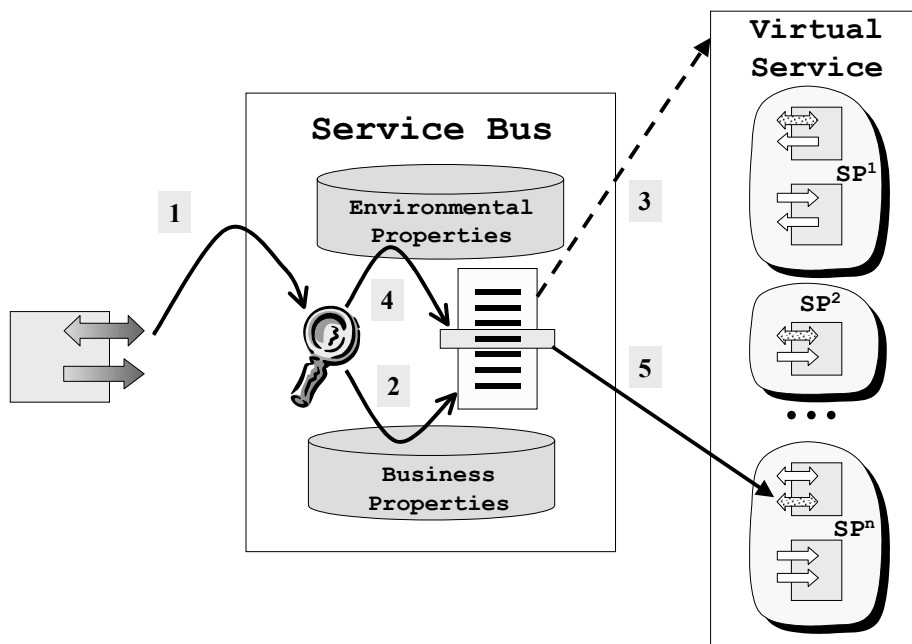 Virtual
Service
Service Bus
Environmental
Properties
1
3
4
2
5
Business
Properties
SP¹
SP²
• • •
SPⁿ